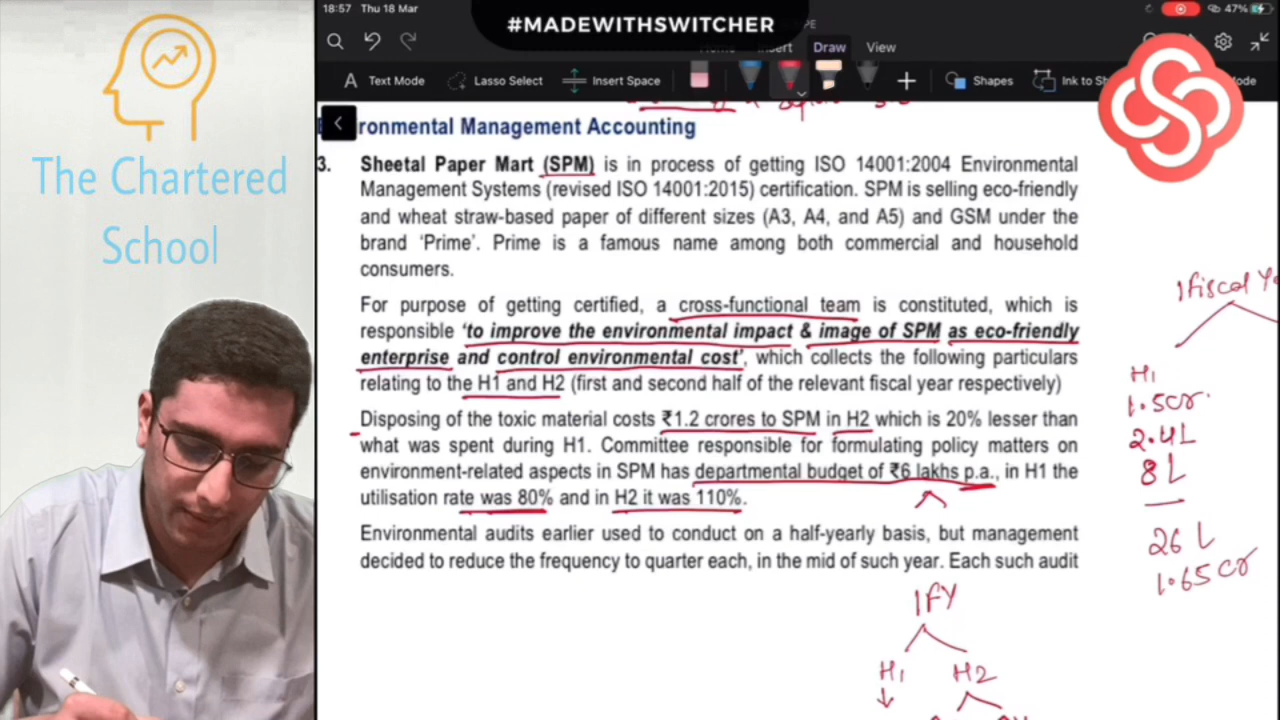 18:57 Thu 18 Mar
#MADEWITHSWITCHER
47%
Draw
View
Text Mode
Lasso Select
Insert Space
Shapes
The Chartered
School
ronmental Management Accounting
3. Sheetal Paper Mart (SPM) is in process of getting ISO 14001:2004 Environmental
Management Systems (revised ISO 14001:2015) certification. SPM is selling eco-friendly
and wheat straw-based paper of different sizes (A3, A4, and A5) and GSM under the
brand ‘Prime’. Prime is a famous name among both commercial and household
consumers.
For purpose of getting certified, a cross-functional team is constituted, which is
responsible ‘to improve the environmental impact & image of SPM as eco-friendly
enterprise and control environmental cost’, which collects the following particulars
relating to the H1 and H2 (first and second half of the relevant fiscal year respectively)
Disposing of the toxic material costs ₹1.2 crores to SPM in H2 which is 20% lesser than
what was spent during H1. Committee responsible for formulating policy matters on
environment-related aspects in SPM has departmental budget of ₹6 lakhs p.a., in H1 the
utilisation rate was 80% and in H2 it was 110%.
Environmental audits earlier used to conduct on a half-yearly basis, but management
decided to reduce the frequency to quarter each, in the mid of such year. Each such audit
1 fiscal Ye
H1
1.5cr.
2.4L
8L
26 L
1.65cr
1FY
H1 H2